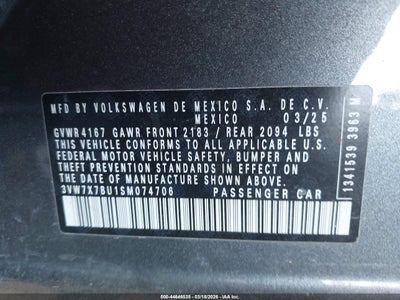 MFD BY VOLKSWAGEN DE MEXICO S.A. DE C.V.
MEXICO 03/25
GVWR 4167 GAWR FRONT 2183 / REAR 2094 LBS
THIS VEHICLE CONFORMS TO ALL APPLICABLE U.S.
FEDERAL MOTOR VEHICLE SAFETY, BUMPER AND
THEFT PREVENTION STANDARDS IN EFFECT ON THE
DATE OF MANUFACTURE SHOWN ABOVE.
3VW7X7BU1SM074706 PASSENGER CAR
1341539 3963 M
000-44646535 - 03/18/2026 - IAA Inc.